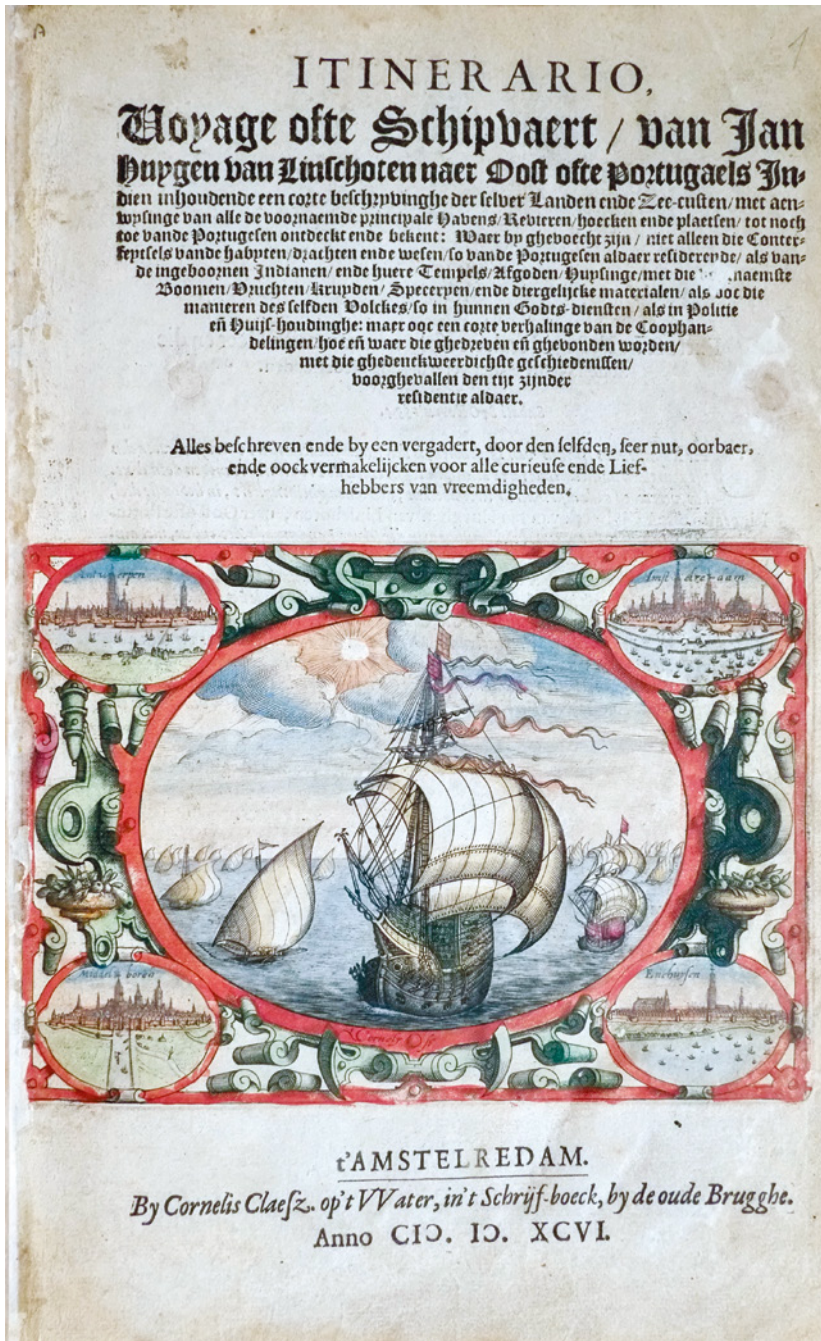 A
1
ITINERARIO,
Voyage ofte Schipvaert / van Jan
Huygen van Linschoten naer Oost ofte Portugaels In-
dien inhoudende een corte beschryvinghe der selver Landen ende Zee-custen / met aen-
wysinge van alle de voornaemde principale Havens / Revieren / hoecken ende plaetsen / tot noch
toe vande Portugesen ontdeckt ende bekent: Waer by ghevoecht zijn / niet alleen die Conter-
feytsels vande habyten / drachten ende wesen / so vande Portugesen aldaer residerende / als van-
de ingeboornen Indianen / ende huere Tempels / Afgoden / Huysinge / met die naemste
Boomen / Vruchten / Kruyden / Speceryen / ende diergelijcke materialen / als ooc die
manieren des selfden Volckes / so in hunnen Godts-diensten / als in Politie
eñ Huijs-houdinghe: maer ooc een corte verhalinge van de Coophan-
delingen / hoe eñ waer die ghedreven eñ ghevonden worden /
met die ghedenckweerdichste geschiedenissen /
voorghevallen den tijt zijnder
residentie aldaer.
Alles beschreven ende by een vergadert, door den selfden, seer nut, oorbaer,
ende oock vermakelijcken voor alle curieuse ende Lief-
hebbers van vreemdigheden.
Antwerpen
Amstelredam
Enchuysen
t'AMSTELREDAM.
By Cornelis Claesz. op't VVater, in't Schrijf-boeck, by de oude Brugghe.
Anno CIↃ. IↃ. XCVI.